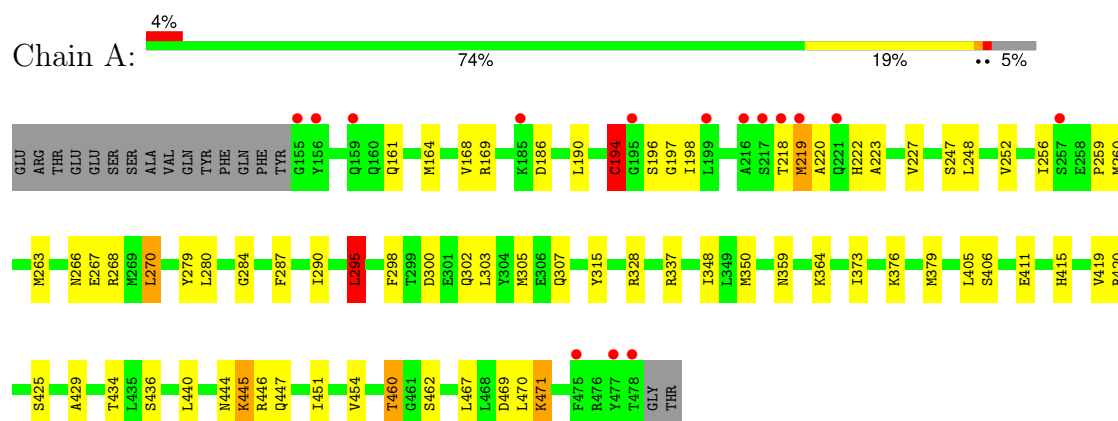 4%
Chain A:
74% 19% •• 5%
GLU ARG THR GLU GLU SER SER ALA VAL GLN TYR PHE GLN PHE TYR G155 Y156 Q159 Q160 Q161 M164 V168 R169 K185 D186 L190 C194 G195 S196 G197 I198 L199 A216 S217 T218 M219 A220 Q221 H222 A223 V227 S247 L248 V252 I256 S257 E258 P259 M260
M263 N266 E267 R268 M269 L270 Y279 L280 G284 F287 I290 L295 F298 T299 D300 E301 Q302 L303 Y304 M305 E306 Q307 Y315 R328 R337 I348 L349 M350 N359 K364 I373 K376 M379 L405 S406 E411 H415 V419
S425 A429 T434 L435 S436 L440 N444 K445 R446 Q447 I451 V454 T460 G461 S462 L467 L468 D469 L470 K471 F475 R476 Y477 T478 GLY THR